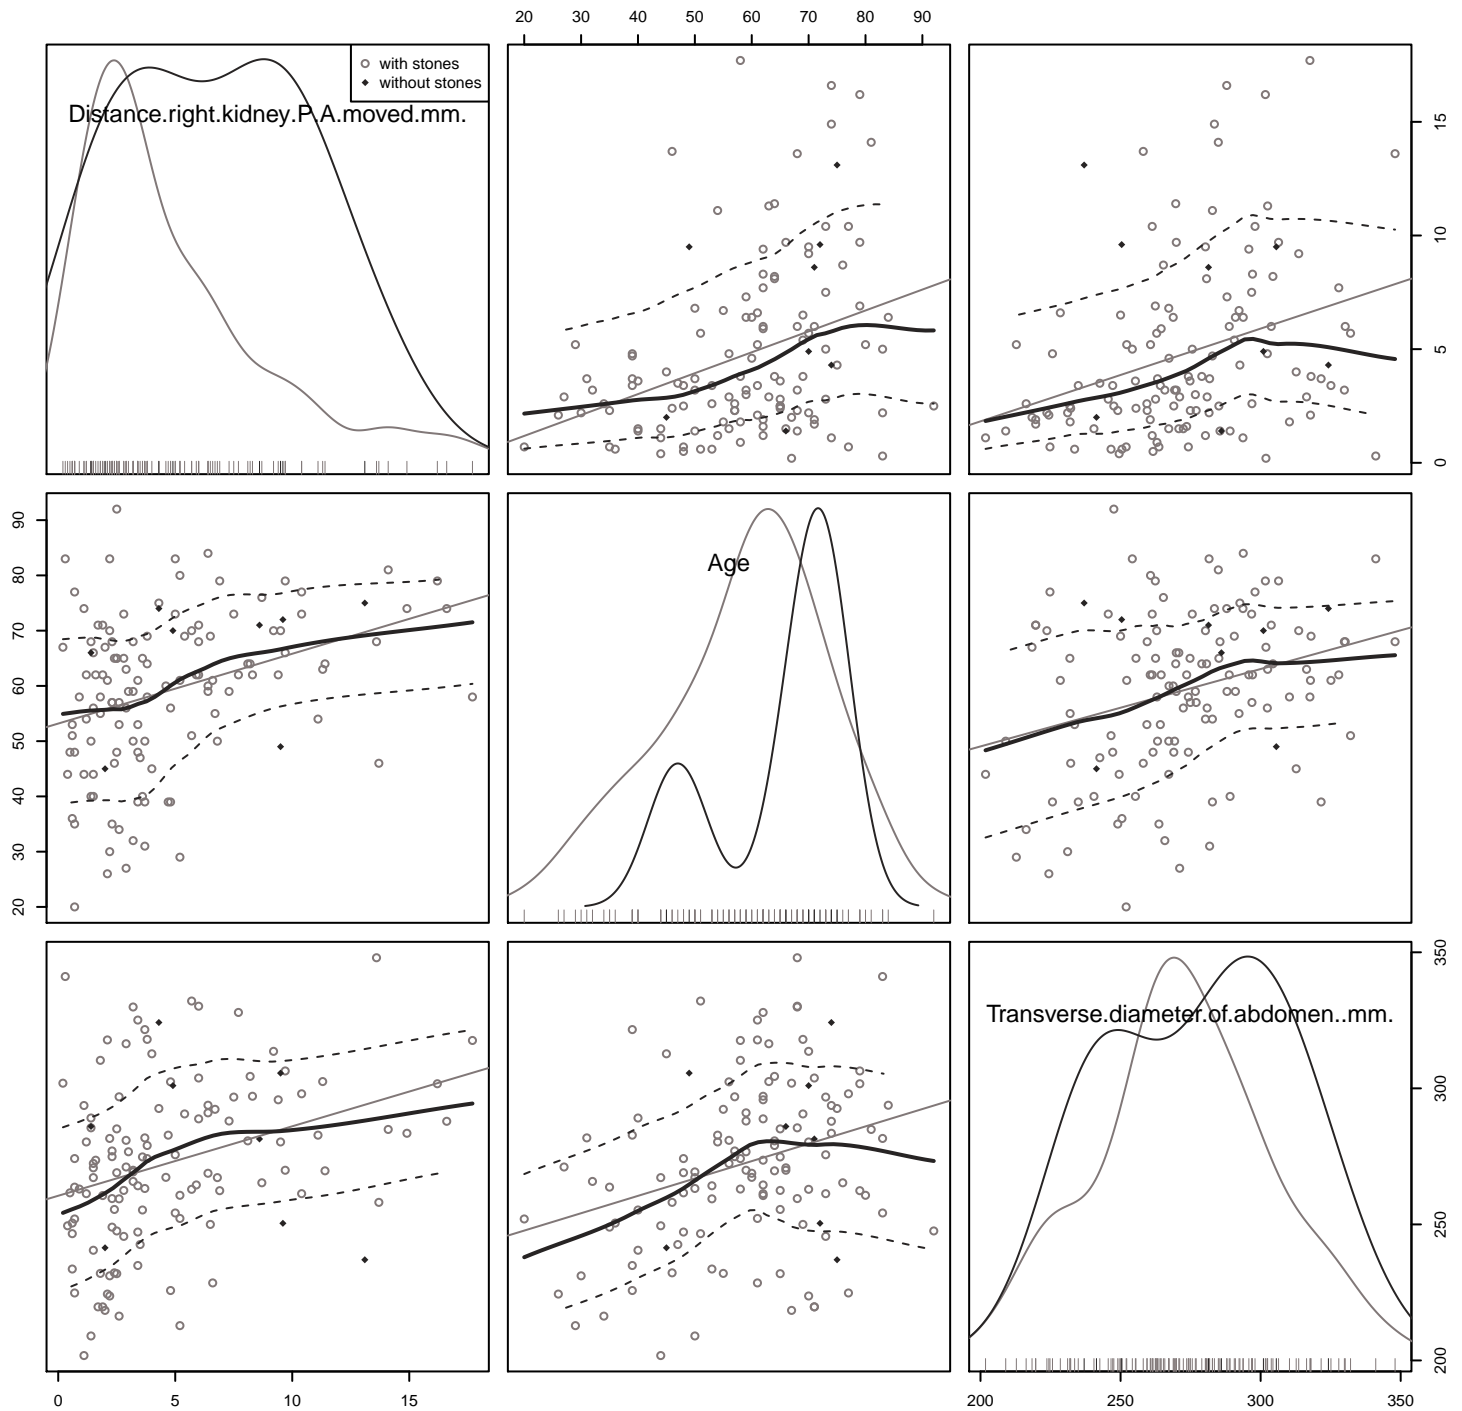 20 30 40 50 60 70 80 90
with stones
without stones
Distance.right.kidney.P.A.moved.mm.
0 5 10 15
20 30 40 50 60 70 80 90
Age
Transverse.diameter.of.abdomen..mm.
200 250 300 350
0 5 10 15
200 250 300 350